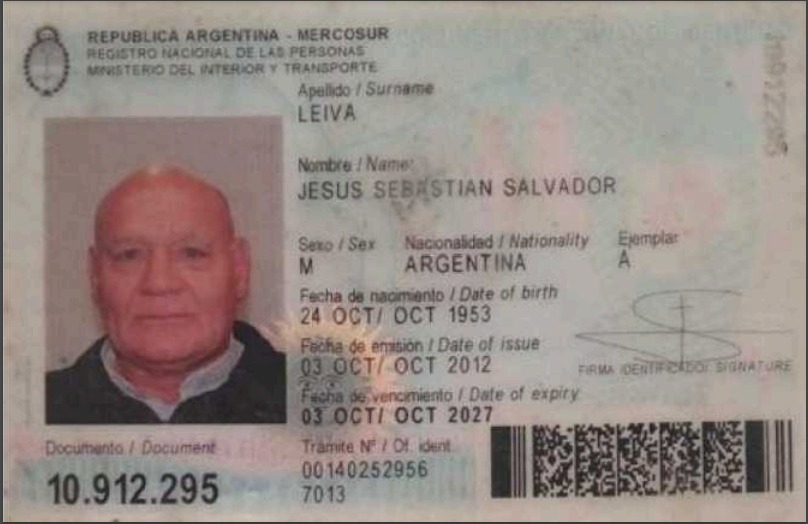 REPUBLICA ARGENTINA - MERCOSUR
REGISTRO NACIONAL DE LAS PERSONAS
MINISTERIO DEL INTERIOR Y TRANSPORTE
Apellido / Surname
LEIVA
Nombre / Name:
JESUS SEBASTIAN SALVADOR
Sexo / Sex Nacionalidad / Nationality Ejemplar
M ARGENTINA A
Fecha de nacimiento / Date of birth
24 OCT/ OCT 1953
Fecha de emisión / Date of issue
03 OCT/ OCT 2012
FIRMA IDENTIFICADO/ SIGNATURE
Fecha de vencimiento / Date of expiry
03 OCT/ OCT 2027
Documento / Document
10.912.295
Trámite Nº / Of. ident.
00140252956
7013